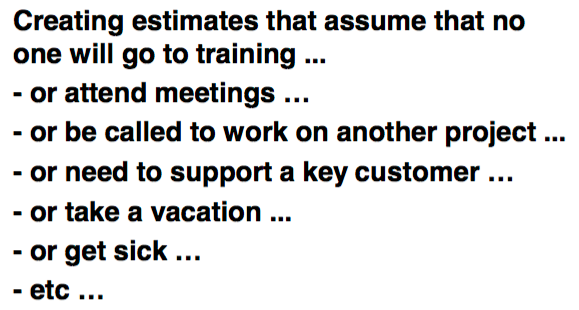 Creating estimates that assume that no
one will go to training ...
- or attend meetings ...
- or be called to work on another project ...
- or need to support a key customer ...
- or take a vacation ...
- or get sick ...
- etc ...